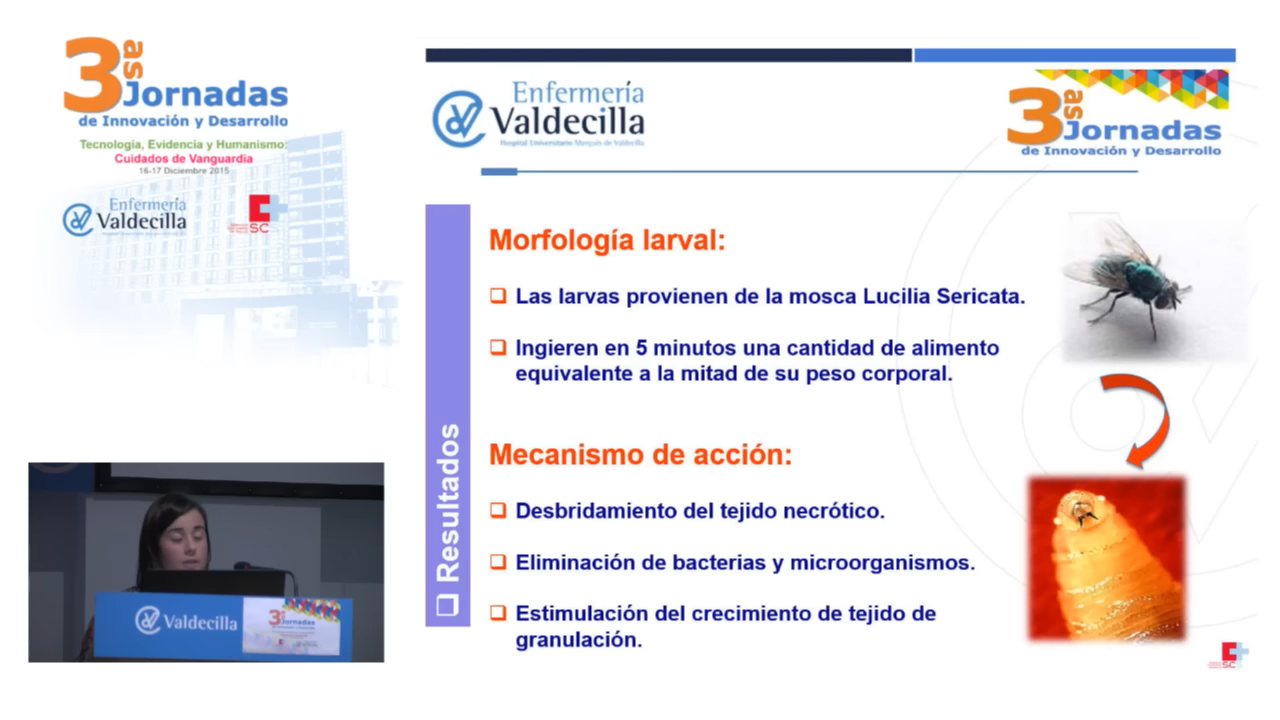 3as Jornadas
de Innovación y Desarrollo
Tecnología, Evidencia y Humanismo:
Cuidados de Vanguardia
16-17 Diciembre 2015
Enfermería
Valdecilla
SC
Enfermería
Valdecilla
Hospital Universitario Marqués de Valdecilla
3as Jornadas
de Innovación y Desarrollo
Resultados
Morfología larval:
Las larvas provienen de la mosca Lucilia Sericata.
Ingieren en 5 minutos una cantidad de alimento
equivalente a la mitad de su peso corporal.
Mecanismo de acción:
Desbridamiento del tejido necrótico.
Eliminación de bacterias y microorganismos.
Estimulación del crecimiento de tejido de
granulación.
Valdecilla
3as Jornadas
SC